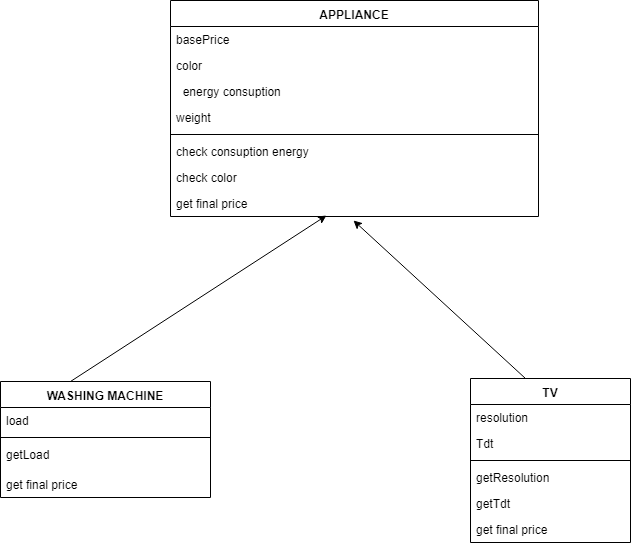 APPLIANCE
basePrice
color
energy consuption
weight
check consuption energy
check color
get final price
WASHING MACHINE
load
getLoad
get final price
TV
resolution
Tdt
getResolution
getTdt
get final price